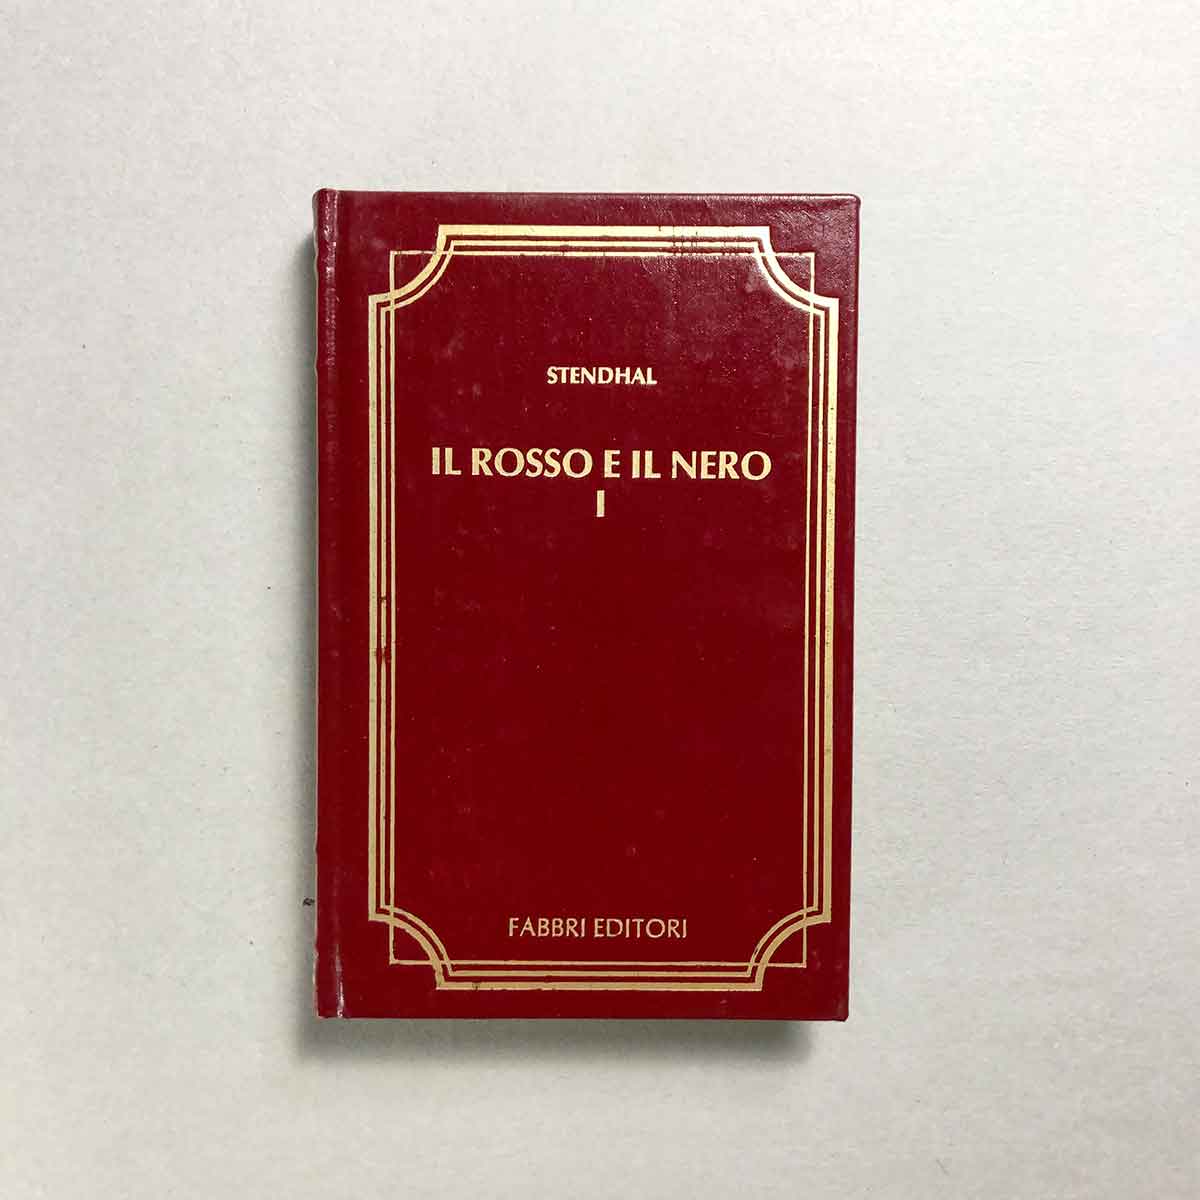 STENDHAL
IL ROSSO E IL NERO
I
FABBRI EDITORI